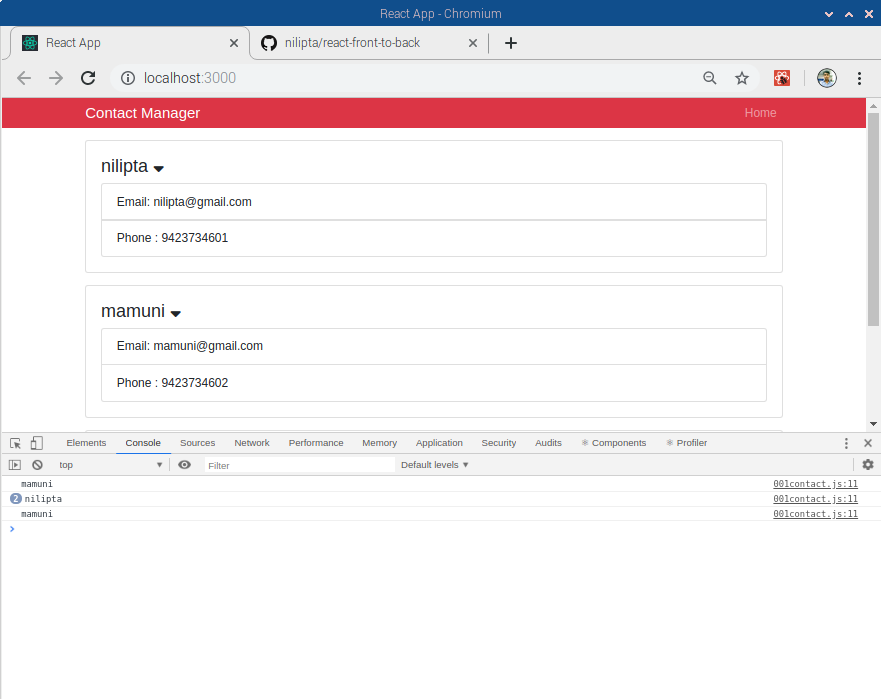 React App - Chromium
React App
nilipta/react-front-to-back
localhost:3000
Contact Manager Home
nilipta
Email: nilipta@gmail.com
Phone : 9423734601
mamuni
Email: mamuni@gmail.com
Phone : 9423734602
Elements Console Sources Network Performance Memory Application Security Audits Components Profiler
top Filter Default levels
mamuni 001contact.js:11
2 nilipta 001contact.js:11
mamuni 001contact.js:11